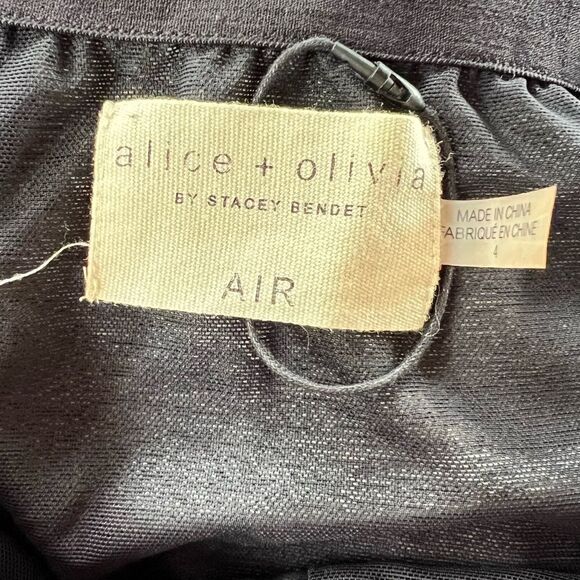 alice + olivia
BY STACEY BENDET
AIR
MADE IN CHINA
FABRIQUÉ EN CHINE
4